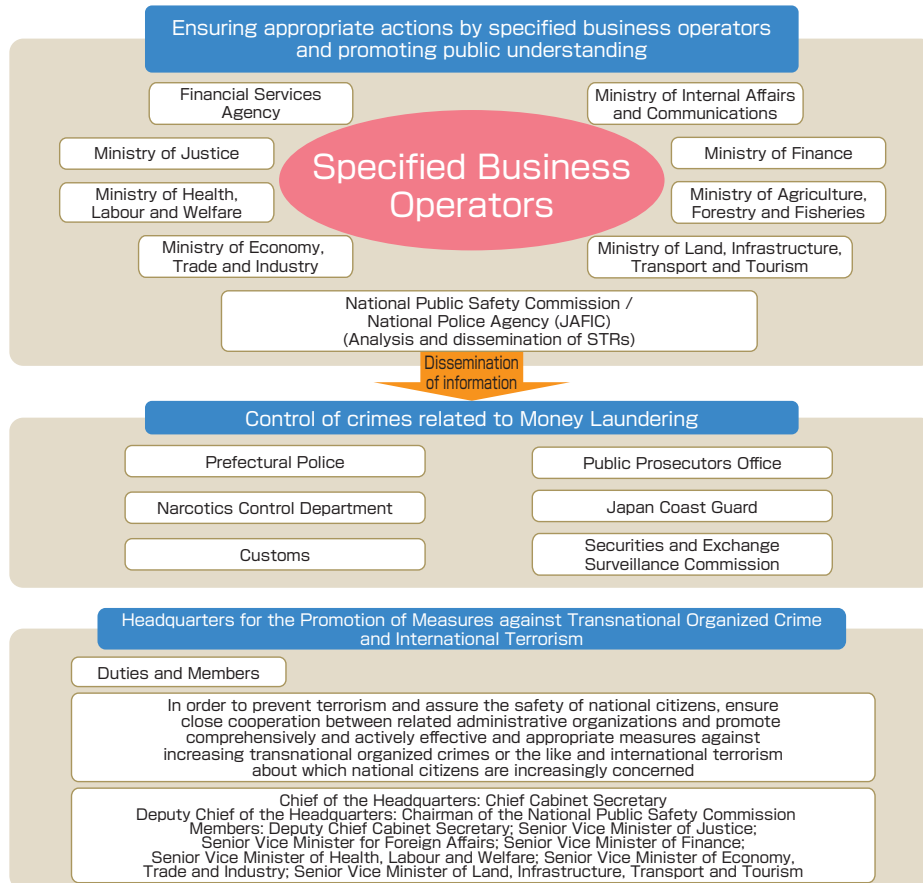 Ensuring appropriate actions by specified business operators
and promoting public understanding
Financial Services
Agency
Ministry of Internal Affairs
and Communications
Ministry of Justice
Specified Business
Operators
Ministry of Finance
Ministry of Health,
Labour and Welfare
Ministry of Agriculture,
Forestry and Fisheries
Ministry of Economy,
Trade and Industry
Ministry of Land, Infrastructure,
Transport and Tourism
National Public Safety Commission /
National Police Agency (JAFIC)
(Analysis and dissemination of STRs)
Dissemination
of information
Control of crimes related to Money Laundering
Prefectural Police
Public Prosecutors Office
Narcotics Control Department
Japan Coast Guard
Customs
Securities and Exchange
Surveillance Commission
Headquarters for the Promotion of Measures against Transnational Organized Crime
and International Terrorism
Duties and Members
In order to prevent terrorism and assure the safety of national citizens, ensure
close cooperation between related administrative organizations and promote
comprehensively and actively effective and appropriate measures against
increasing transnational organized crimes or the like and international terrorism
about which national citizens are increasingly concerned
Chief of the Headquarters: Chief Cabinet Secretary
Deputy Chief of the Headquarters: Chairman of the National Public Safety Commission
Members: Deputy Chief Cabinet Secretary; Senior Vice Minister of Justice;
Senior Vice Minister for Foreign Affairs; Senior Vice Minister of Finance;
Senior Vice Minister of Health, Labour and Welfare; Senior Vice Minister of Economy,
Trade and Industry; Senior Vice Minister of Land, Infrastructure, Transport and Tourism